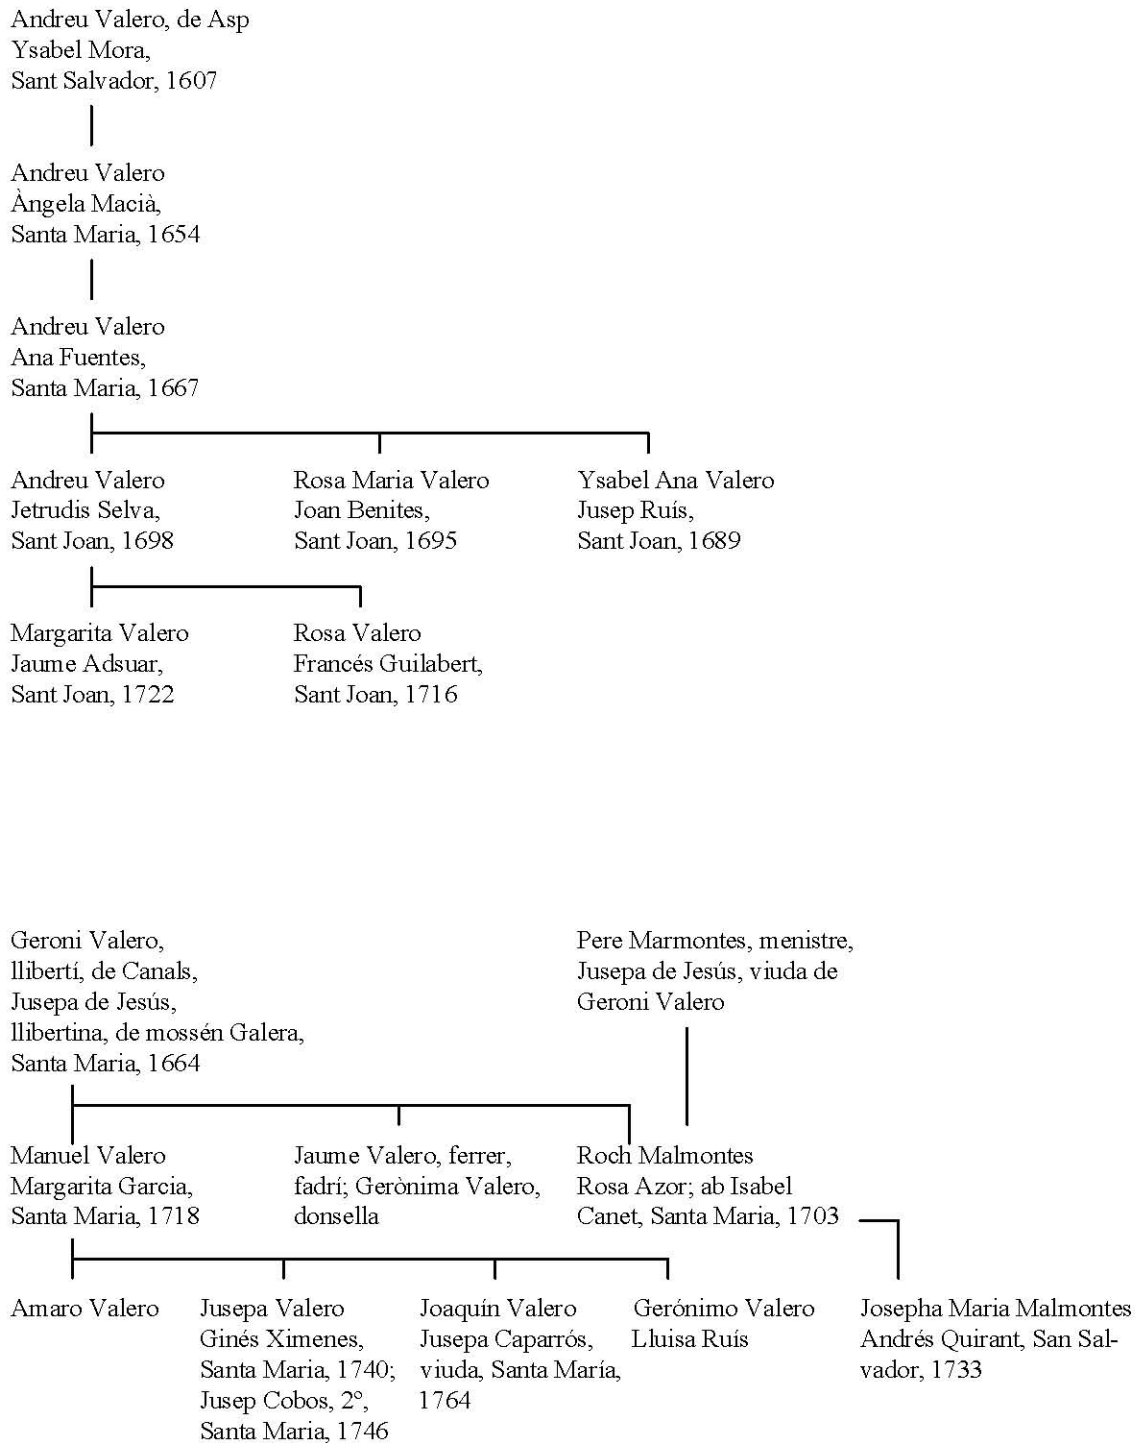 Andreu Valero, de Asp
Ysabel Mora,
Sant Salvador, 1607
Andreu Valero
Àngela Macià,
Santa Maria, 1654
Andreu Valero
Ana Fuentes,
Santa Maria, 1667
Andreu Valero
Jetrudis Selva,
Sant Joan, 1698
Rosa Maria Valero
Joan Benites,
Sant Joan, 1695
Ysabel Ana Valero
Jusep Ruís,
Sant Joan, 1689
Margarita Valero
Jaume Adsuar,
Sant Joan, 1722
Rosa Valero
Francés Guilabert,
Sant Joan, 1716
Geroni Valero,
llibertí, de Canals,
Jusepa de Jesús,
llibertina, de mossén Galera,
Santa Maria, 1664
Pere Marmontes, menistre,
Jusepa de Jesús, viuda de
Geroni Valero
Manuel Valero
Margarita Garcia,
Santa Maria, 1718
Jaume Valero, ferrer,
fadrí; Gerònima Valero,
donsella
Roch Malmontes
Rosa Azor; ab Isabel
Canet, Santa Maria, 1703
Amaro Valero
Jusepa Valero
Ginés Ximenes,
Santa Maria, 1740;
Jusep Cobos, 2º,
Santa Maria, 1746
Joaquín Valero
Jusepa Caparrós,
viuda, Santa María,
1764
Gerónimo Valero
Lluisa Ruís
Josepha Maria Malmontes
Andrés Quirant, San Sal-
vador, 1733